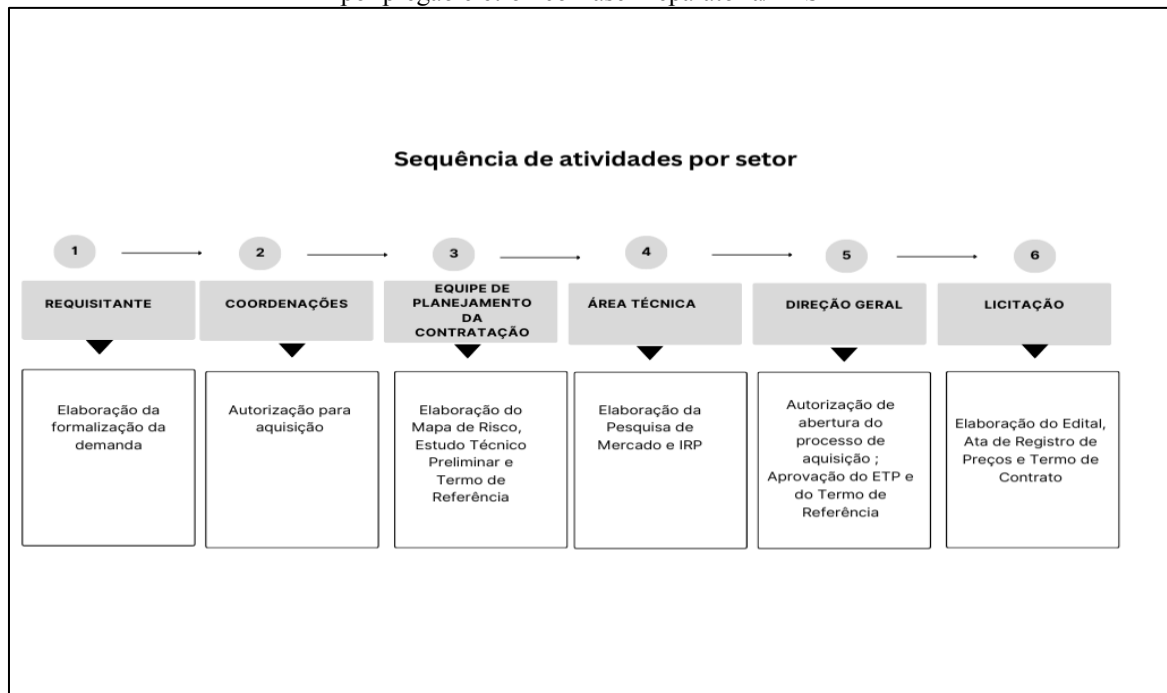 Sequência de atividades por setor
1
2
3
4
5
6
REQUISITANTE
COORDENAÇÕES
EQUIPE DE
PLANEJAMENTO
DA
CONTRATAÇÃO
ÁREA TÉCNICA
DIREÇÃO GERAL
LICITAÇÃO
Elaboração da
formalização da
demanda
Autorização para
aquisição
Elaboração do
Mapa de Risco,
Estudo Técnico
Preliminar e
Termo de
Referência
Elaboração da
Pesquisa de
Mercado e IRP
Autorização de
abertura do
processo de
aquisição ;
Aprovação do ETP e
do Termo de
Referência
Elaboração do Edital,
Ata de Registro de
Preços e Termo de
Contrato